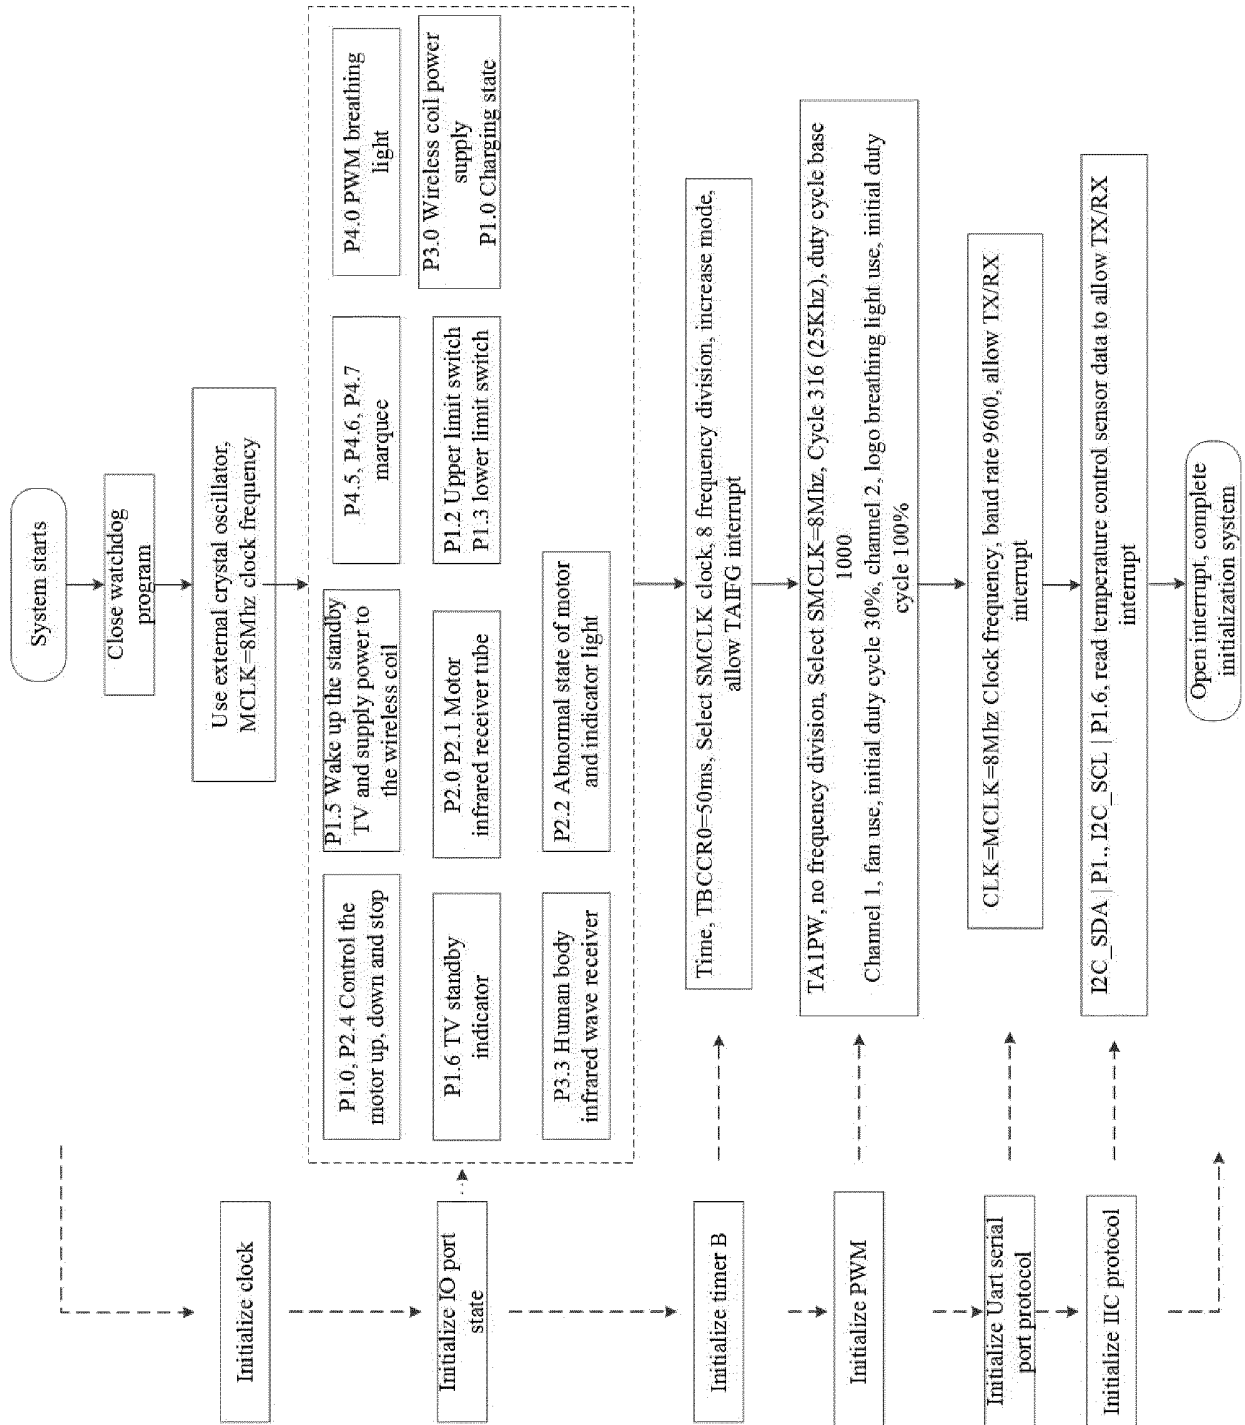 System starts
Close watchdog
program
Use external crystal oscillator,
MCLK=8Mhz clock frequency
P1.0, P2.4 Control the
motor up, down and stop
P1.5 Wake up the standby
TV and supply power to
the wireless coil
P4.5, P4.6, P4.7
marquee
P4.0 PWM breathing
light
P1.6 TV standby
indicator
P2.0 P2.1 Motor
infrared receiver tube
P1.2 Upper limit switch
P1.3 lower limit switch
P3.0 Wireless coil power
supply
P1.0 Charging state
P3.3 Human body
infrared wave receiver
P2.2 Abnormal state of motor
and indicator light
Time, TBCCR0=50ms, Select SMCLK clock, 8 frequency division, increase mode,
allow TAIFG interrupt
TA1PW, no frequency division, Select SMCLK=8Mhz, Cycle 316 (25Khz), duty cycle base
1000
Channel 1, fan use, initial duty cycle 30%, channel 2, logo breathing light use, initial duty
cycle 100%
CLK=MCLK=8Mhz Clock frequency, baud rate 9600, allow TX/RX
interrupt
I2C_SDA | P1., I2C_SCL | P1.6, read temperature control sensor data to allow TX/RX
interrupt
Open interrupt, complete
initialization system
Initialize clock
Initialize IO port
state
Initialize timer B
Initialize PWM
Initialize Uart serial
port protocol
Initialize IIC protocol